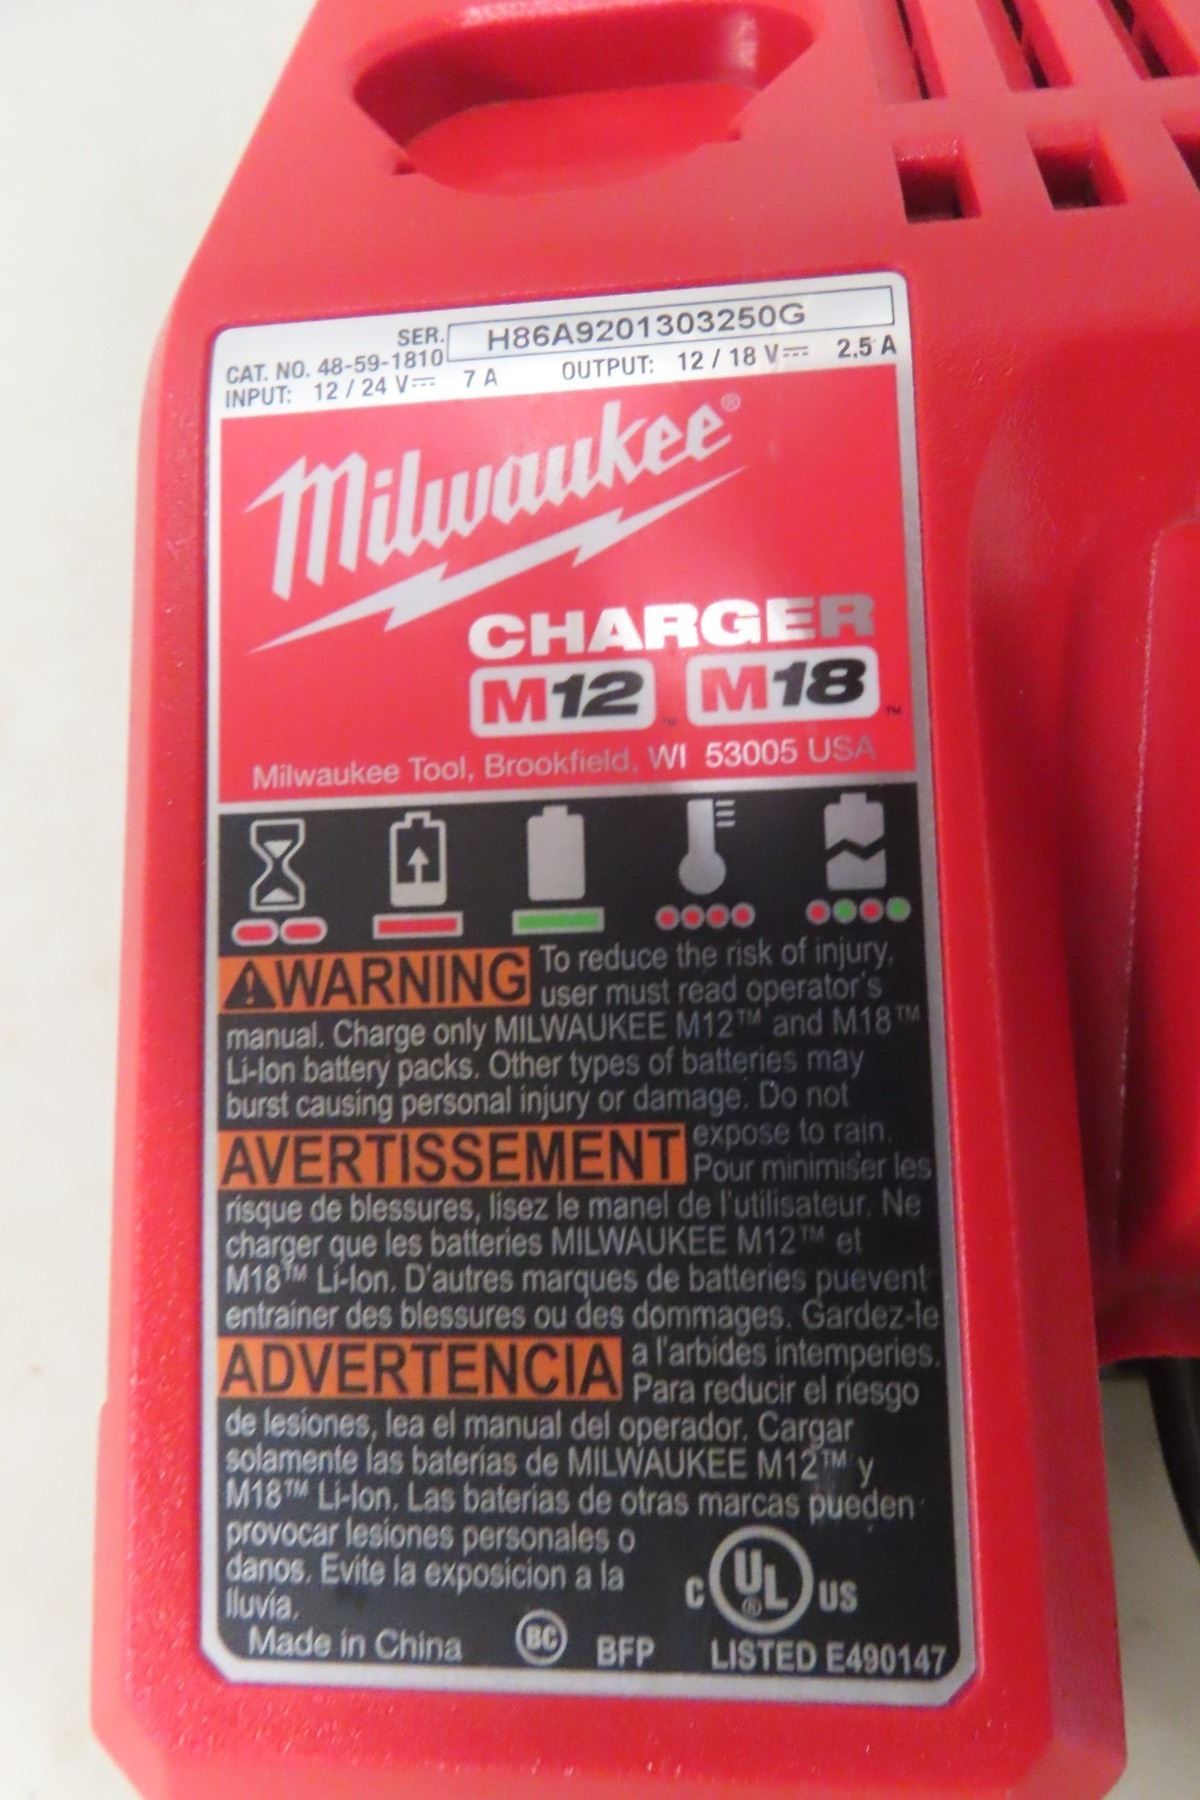 SER. H86A9201303250G
CAT. NO. 48-59-1810
INPUT: 12 / 24 V 7 A OUTPUT: 12 / 18 V 2.5 A
Milwaukee®
CHARGER
M12™ M18™
Milwaukee Tool, Brookfield, WI 53005 USA
WARNING To reduce the risk of injury,
user must read operator's
manual. Charge only MILWAUKEE M12™ and M18™
Li-Ion battery packs. Other types of batteries may
burst causing personal injury or damage. Do not
expose to rain.
AVERTISSEMENT Pour minimiser les
risque de blessures, lisez le manel de l'utilisateur. Ne
charger que les batteries MILWAUKEE M12™ et
M18™ Li-Ion. D'autres marques de batteries puevent
entrainer des blessures ou des dommages. Gardez-le
a l'arbides intemperies.
ADVERTENCIA Para reducir el riesgo
de lesiones, lea el manual del operador. Cargar
solamente las baterias de MILWAUKEE M12™ y
M18™ Li-Ion. Las baterias de otras marcas pueden
provocar lesiones personales o
danos. Evite la exposicion a la
lluvia.
C UL® US
Made in China BC BFP LISTED E490147